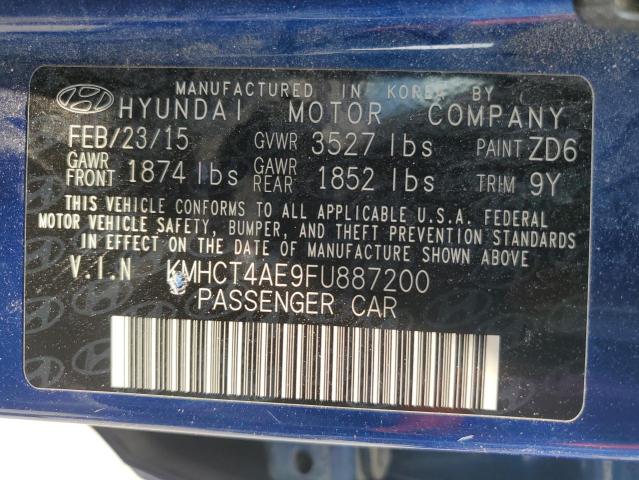 MANUFACTURED IN KOREA BY
HYUNDAI MOTOR COMPANY
FEB/23/15 GVWR 3527 lbs PAINT ZD6
GAWR FRONT 1874 lbs GAWR REAR 1852 lbs TRIM 9Y
THIS VEHICLE CONFORMS TO ALL APPLICABLE U.S.A. FEDERAL
MOTOR VEHICLE SAFETY, BUMPER, AND THEFT PREVENTION STANDARDS
IN EFFECT ON THE DATE OF MANUFACTURE SHOWN ABOVE.
V.I.N KMHCT4AE9FU887200
PASSENGER CAR